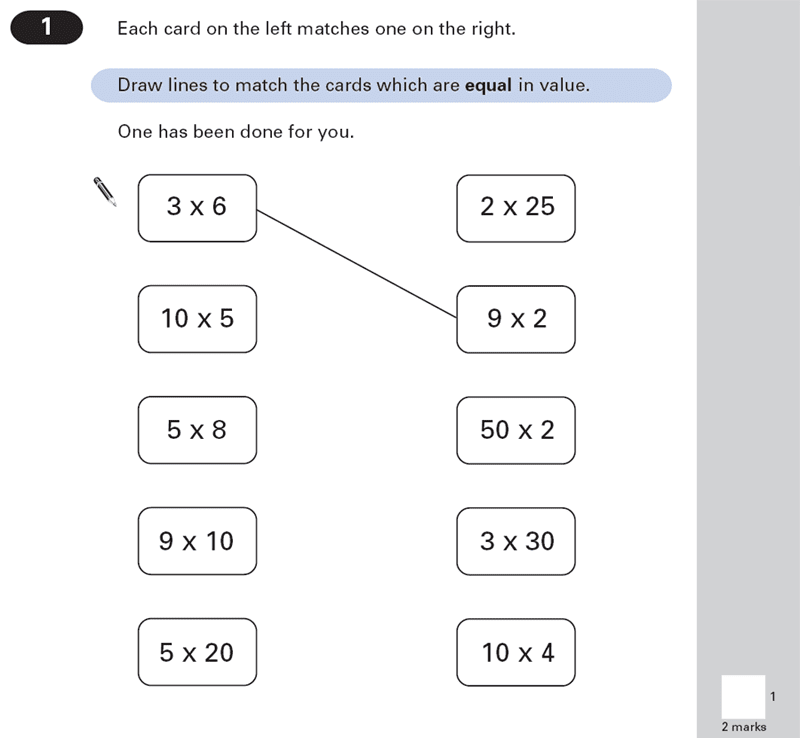 1 Each card on the left matches one on the right.
Draw lines to match the cards which are equal in value.
One has been done for you.
3 x 6 2 x 25
10 x 5 9 x 2
5 x 8 50 x 2
9 x 10 3 x 30
5 x 20 10 x 4
1
2 marks